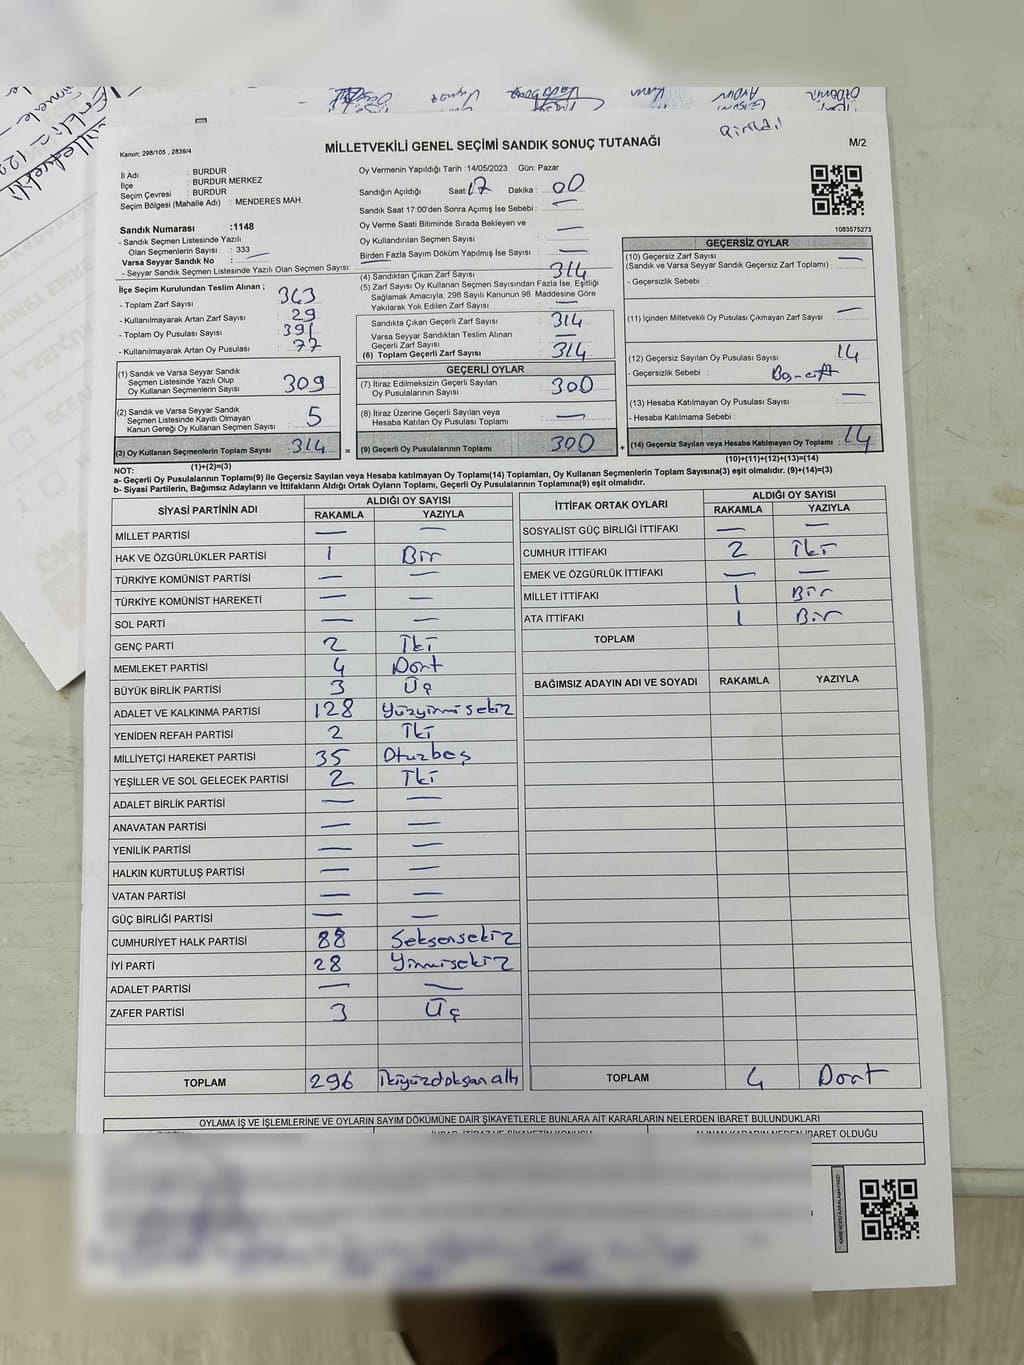 MİLLETVEKİLİ GENEL SEÇİMİ SANDIK SONUÇ TUTANAĞI
M/2
Kanun; 298/105 , 2839/4
İl Adı : BURDUR
İlçe : BURDUR MERKEZ
Seçim Çevresi : BURDUR
Seçim Bölgesi (Mahalle Adı) : MENDERES MAH.
Sandık Numarası :1148
- Sandık Seçmen Listesinde Yazılı
Olan Seçmenlerin Sayısı : 333
Varsa Seyyar Sandık No :
- Seyyar Sandık Seçmen Listesinde Yazılı Olan Seçmen Sayısı:
Oy Vermenin Yapıldığı Tarih :14/05/2023 Gün: Pazar
Sandığın Açıldığı Saat: 17 Dakika : 00
Sandık Saat 17:00'den Sonra Açımış İse Sebebi : —
Oy Verme Saati Bitiminde Sırada Bekleyen ve
Oy Kullandırılan Seçmen Sayısı : —
Birden Fazla Sayım Döküm Yapılmış İse Sayısı : —
1083575273
İlçe Seçim Kurulundan Teslim Alınan ;
- Toplam Zarf Sayısı : 343
- Kullanılmayarak Artan Zarf Sayısı : 29
- Toplam Oy Pusulası Sayısı : 391
- Kullanılmayarak Artan Oy Pusulası : 77
(1) Sandık ve Varsa Seyyar Sandık
Seçmen Listesinde Yazılı Olup
Oy Kullanan Seçmenlerin Sayısı : 309
(2) Sandık ve Varsa Seyyar Sandık
Seçmen Listesinde Kayıtlı Olmayan
Kanun Gereği Oy Kullanan Seçmen Sayısı : 5
(3) Oy Kullanan Seçmenlerin Toplam Sayısı : 314
(1)+(2)=(3)
(4) Sandıktan Çıkan Zarf Sayısı : 314
(5) Zarf Sayısı Oy Kullanan Seçmen Sayısından Fazla İse, Eşitliği
Sağlamak Amacıyla, 298 Sayılı Kanunun 98. Maddesine Göre
Yakılarak Yok Edilen Zarf Sayısı : —
Sandıkta Çıkan Geçerli Zarf Sayısı : 314
Varsa Seyyar Sandıktan Teslim Alınan
Geçerli Zarf Sayısı : —
(6) Toplam Geçerli Zarf Sayısı : 314
GEÇERLİ OYLAR
(7) İtiraz Edilmeksizin Geçerli Sayılan
Oy Pusulalarının Sayısı : 300
(8) İtiraz Üzerine Geçerli Sayılan veya
Hesaba Katılan Oy Pusulası Toplamı : —
= (9) Geçerli Oy Pusulalarının Toplamı : 300 +
GEÇERSİZ OYLAR
(10) Geçersiz Zarf Sayısı : —
(Sandık ve Varsa Seyyar Sandık Geçersiz Zarf Toplamı) :
- Geçersizlik Sebebi :
(11) İçinden Milletvekili Oy Pusulası Çıkmayan Zarf Sayısı : —
(12) Geçersiz Sayılan Oy Pusulası Sayısı : 14
- Geçersizlik Sebebi : Boş-çift
(13) Hesaba Katılmayan Oy Pusulası Sayısı : —
- Hesaba Katılmama Sebebi :
(14) Geçersiz Sayılan veya Hesaba Katılmayan Oy Toplamı : 14
(10)+(11)+(12)+(13)=(14)
NOT:
a- Geçerli Oy Pusulalarının Toplamı(9) ile Geçersiz Sayılan veya Hesaba Katılmayan Oy Toplamı(14) Toplamları, Oy Kullanan Seçmenlerin Toplam Sayısına(3) eşit olmalıdır. (9)+(14)=(3)
b- Siyasi Partilerin, Bağımsız Adayların ve İttifakların Aldığı Ortak Oyların Toplamı, Geçerli Oy Pusulalarının Toplamına(9) eşit olmalıdır.
SİYASİ PARTİNİN ADI ALDIĞI OY SAYISI
RAKAMLA YAZIYLA
MİLLET PARTİSİ — —
HAK VE ÖZGÜRLÜKLER PARTİSİ 1 Bir
TÜRKİYE KOMÜNİST PARTİSİ — —
TÜRKİYE KOMÜNİST HAREKETİ — —
SOL PARTİ — —
GENÇ PARTİ 2 İki
MEMLEKET PARTİSİ 4 Dört
BÜYÜK BİRLİK PARTİSİ 3 Üç
ADALET VE KALKINMA PARTİSİ 128 Yüzyirmisekiz
YENİDEN REFAH PARTİSİ 2 İki
MİLLİYETÇİ HAREKET PARTİSİ 35 Otuzbeş
YEŞİLLER VE SOL GELECEK PARTİSİ 2 İki
ADALET BİRLİK PARTİSİ — —
ANAVATAN PARTİSİ — —
YENİLİK PARTİSİ — —
HALKIN KURTULUŞ PARTİSİ — —
VATAN PARTİSİ — —
GÜÇ BİRLİĞİ PARTİSİ — —
CUMHURİYET HALK PARTİSİ 88 Seksensekiz
İYİ PARTİ 28 Yirmisekiz
ADALET PARTİSİ — —
ZAFER PARTİSİ 3 Üç
TOPLAM 296 İkiyüzdoksanaltı
İTTİFAK ORTAK OYLARI ALDIĞI OY SAYISI
RAKAMLA YAZIYLA
SOSYALİST GÜÇ BİRLİĞİ İTTİFAKI — —
CUMHUR İTTİFAKI 2 İki
EMEK VE ÖZGÜRLÜK İTTİFAKI — —
MİLLET İTTİFAKI 1 Bir
ATA İTTİFAKI 1 Bir
TOPLAM
BAĞIMSIZ ADAYIN ADI VE SOYADI RAKAMLA YAZIYLA
TOPLAM 4 Dört
OYLAMA İŞ VE İŞLEMLERİNE VE OYLARIN SAYIM DÖKÜMÜNE DAİR ŞİKAYETLERLE BUNLARA AİT KARARLARIN NELERDEN İBARET BULUNDUKLARI